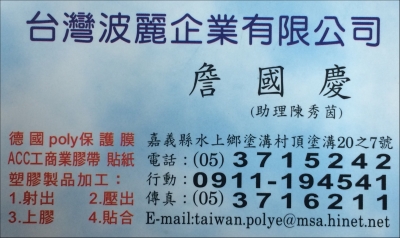 台灣波麗企業有限公司
詹國慶
(助理陳秀茵)
德國poly保護膜
ACC工商業膠帶 貼紙
塑膠製品加工：
1.射出 2.壓出
3.上膠 4.貼合
嘉義縣水上鄉塗溝村頂塗溝20之7號
電話：(05)3715242
行動：0911-194541
傳真：(05)3716211
E-mail:taiwan.polye@msa.hinet.net